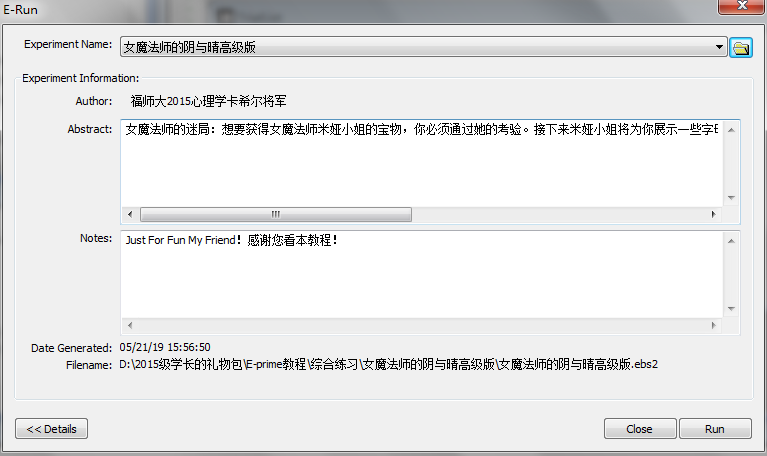 E-Run
Experiment Name: 女魔法师的阴与晴高级版
Experiment Information:
Author: 福师大2015心理学卡希尔将军
Abstract: 女魔法师的迷局：想要获得女魔法师米娅小姐的宝物，你必须通过她的考验。接下来米娅小姐将为你展示一些字
Notes: Just For Fun My Friend！感谢您看本教程！
Date Generated: 05/21/19 15:56:50
Filename: D:\2015级学长的礼物包\E-prime教程\综合练习\女魔法师的阴与晴高级版\女魔法师的阴与晴高级版.ebs2
<< Details
Close
Run